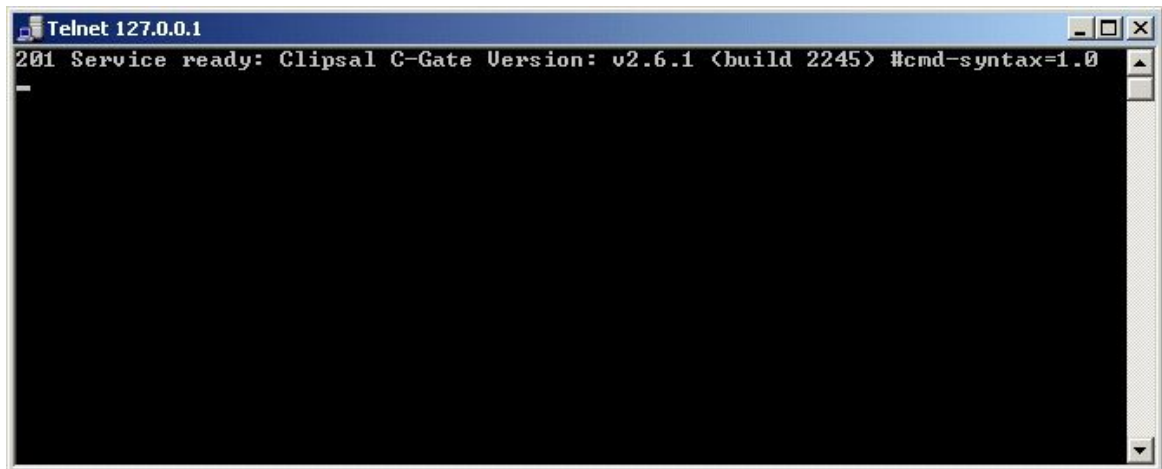 Telnet 127.0.0.1
201 Service ready: Clipsal C-Gate Version: v2.6.1 (build 2245) #cmd-syntax=1.0